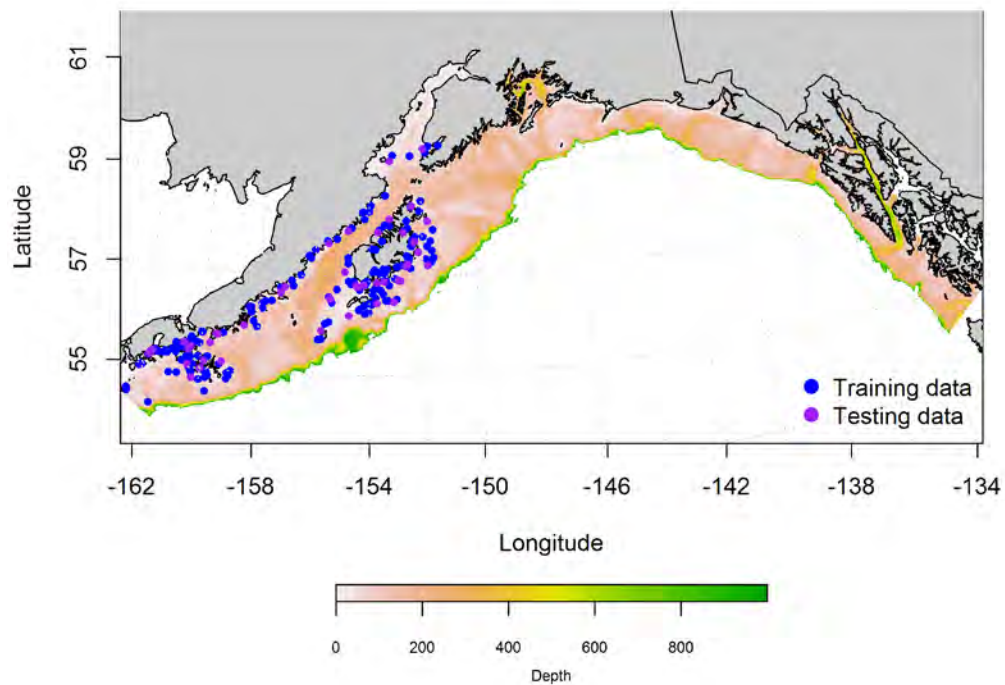 61
59
57
55
Latitude
Training data
Testing data
-162 -158 -154 -150 -146 -142 -138 -134
Longitude
0 200 400 600 800
Depth